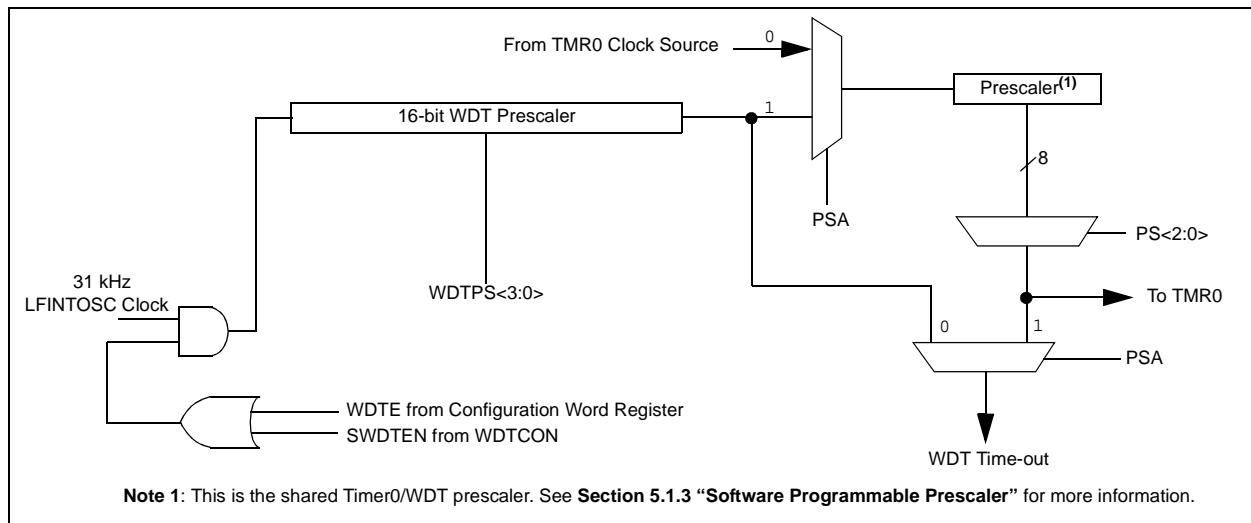 From TMR0 Clock Source
0
Prescaler(1)
16-bit WDT Prescaler
1
8
PSA
PS<2:0>
31 kHz
LFINTOSC Clock
WDTPS<3:0>
To TMR0
0
1
PSA
WDTE from Configuration Word Register
SWDTEN from WDTCON
WDT Time-out
Note 1: This is the shared Timer0/WDT prescaler. See Section 5.1.3 “Software Programmable Prescaler” for more information.